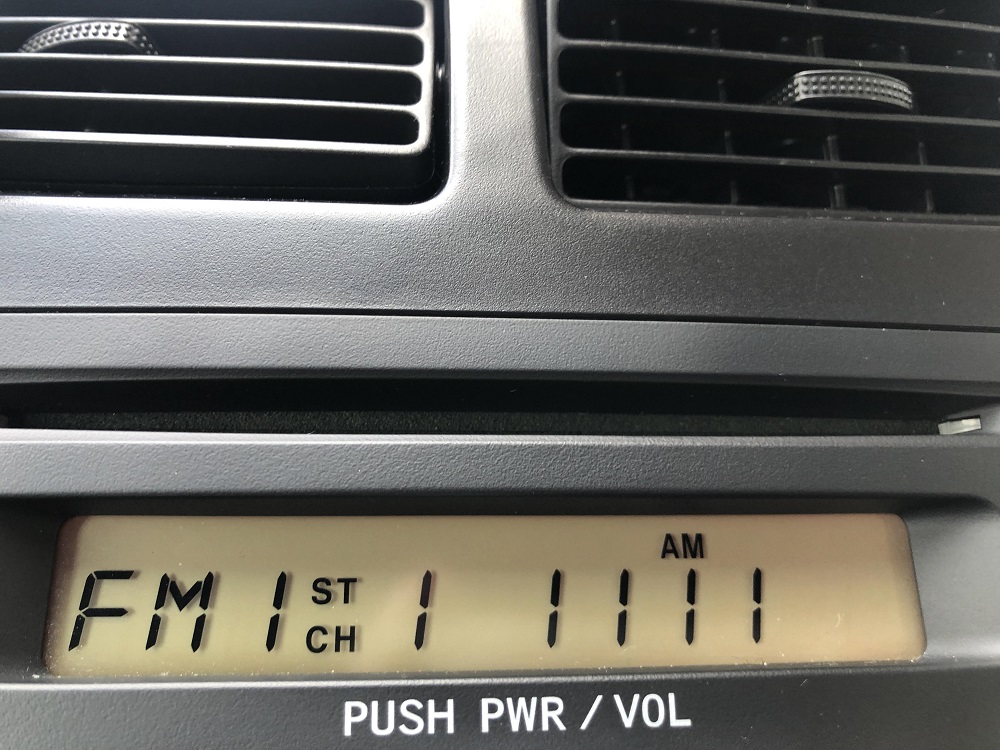 AM
FM1 ST CH 1 1111
PUSH PWR / VOL